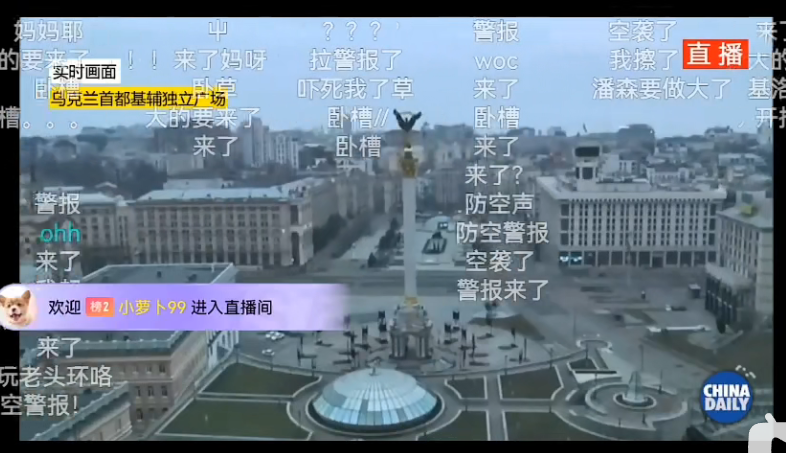 妈妈耶 屮 ？？？' 警报 空袭了 来了
的要来了 ！！来了妈呀 拉警报了 woc 我擦了 大的
直播
实时画面
卧槽 卧草 吓死我了草 来了 潘森要做大了 基洛
乌克兰首都基辅独立广场
槽。。。 大的要来了 卧槽// 卧槽 开打
来了 卧槽 来了
来了？
警报 防空声
ohh 防空警报
来了 空袭了
警报来了
欢迎 榜2 小萝卜99 进入直播间
来了
玩老头环咯
空警报！
CHINA
DAILY